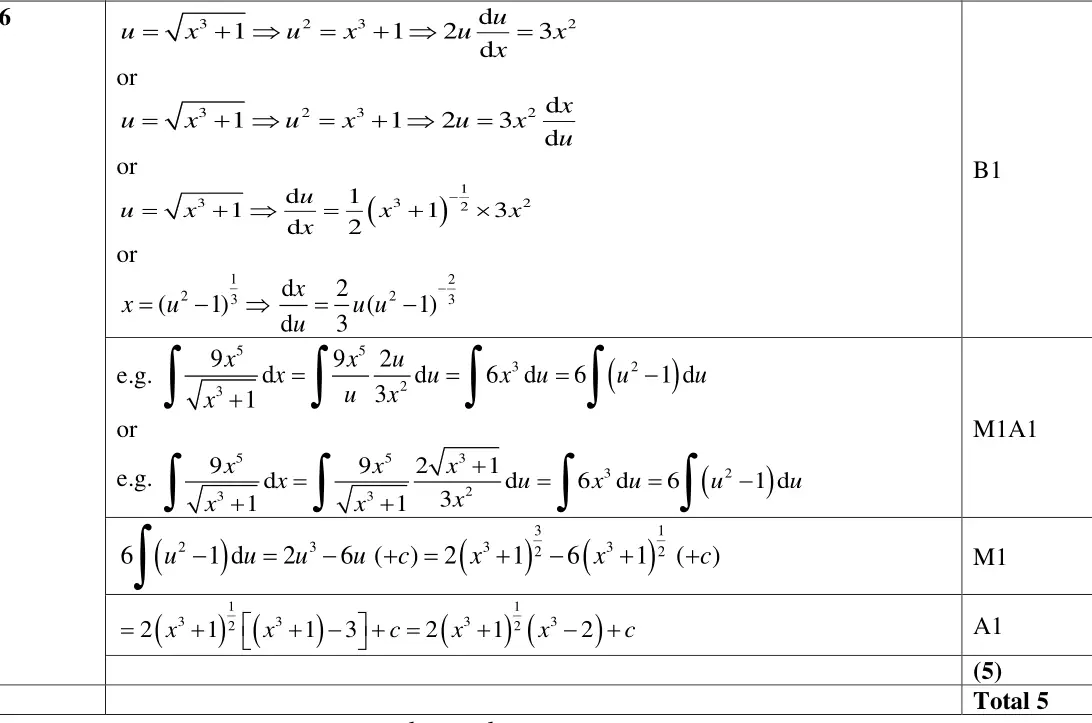 6
u = √(x³ + 1) ⇒ u² = x³ + 1 ⇒ 2u du/dx = 3x²
or
u = √(x³ + 1) ⇒ u² = x³ + 1 ⇒ 2u = 3x² dx/du
or
u = √(x³ + 1) ⇒ du/dx = 1/2 (x³ + 1)^(-1/2) × 3x²
or
x = (u² − 1)^(1/3) ⇒ dx/du = 2/3 u(u² − 1)^(-2/3)
B1
e.g. ∫ 9x⁵/√(x³ + 1) dx = ∫ 9x⁵/u 2u/3x² du = ∫ 6x³ du = 6∫ (u² − 1) du
or
e.g. ∫ 9x⁵/√(x³ + 1) dx = ∫ 9x⁵/√(x³ + 1) 2√(x³ + 1)/3x² du = ∫ 6x³ du = 6∫ (u² − 1) du
M1A1
6∫ (u² − 1) du = 2u³ − 6u (+c) = 2(x³ + 1)^(3/2) − 6(x³ + 1)^(1/2) (+c)
M1
= 2(x³ + 1)^(1/2) [(x³ + 1) − 3] + c = 2(x³ + 1)^(1/2) (x³ − 2) + c
A1
(5)
Total 5